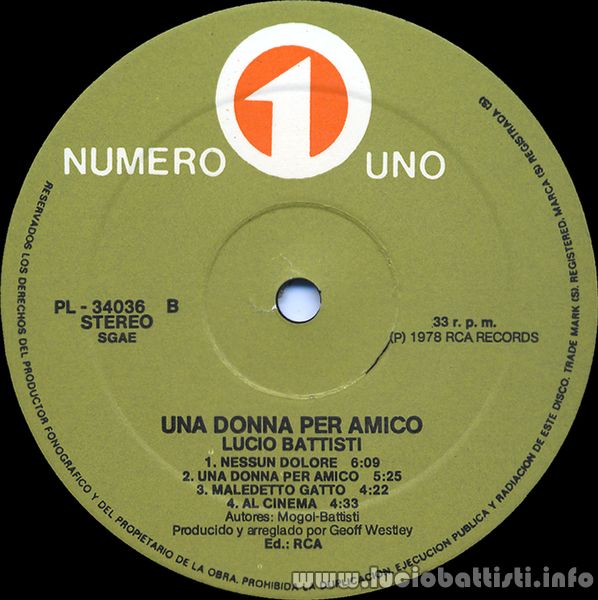 NUMERO 1 UNO
PL - 34036 B
STEREO
SGAE
33 r. p. m.
(P) 1978 RCA RECORDS
UNA DONNA PER AMICO
LUCIO BATTISTI
1. NESSUN DOLORE 6:09
2. UNA DONNA PER AMICO 5:25
3. MALEDETTO GATTO 4:22
4. AL CINEMA 4:33
Autores: Mogol-Battisti
Producido y arreglado por Geoff Westley
Ed.: RCA
RESERVADOS LOS DERECHOS DEL PRODUCTOR FONOGRAFICO Y DEL PROPIETARIO DE LA OBRA. PROHIBIDA LA DUPLICACION, EJECUCION PUBLICA Y RADIACION DE ESTE DISCO. TRADE MARK (S). REGISTERED, MARCA (S) REGISTRADA (S)
www.luciobattisti.info